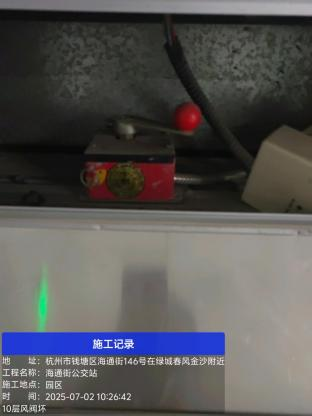 施工记录
地　　址：杭州市钱塘区海通街146号在绿城春风金沙附近
工程名称：海通街公交站
施工地点：园区
时　　间：2025-07-02 10:26:42
10层风阀坏